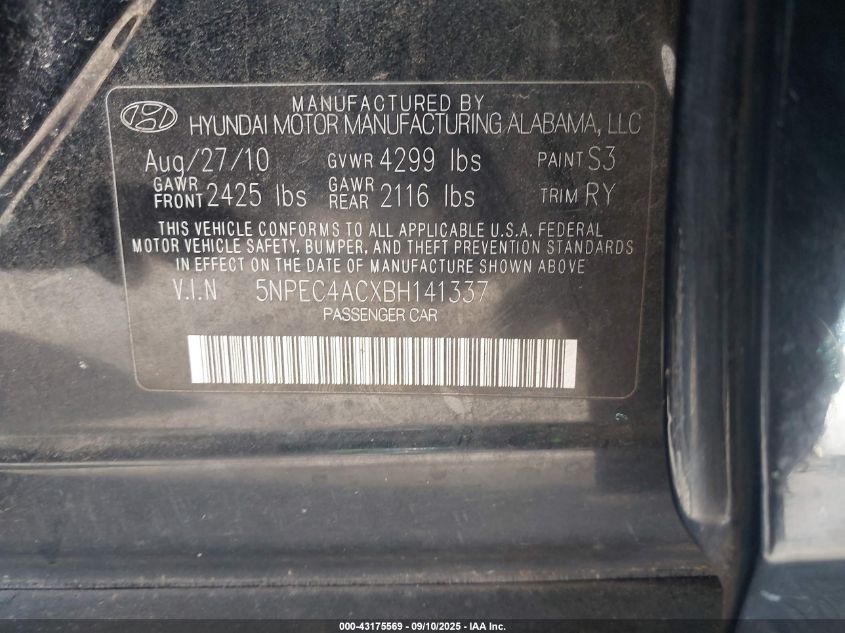 MANUFACTURED BY
HYUNDAI MOTOR MANUFACTURING ALABAMA, LLC
Aug/27/10 GVWR 4299 lbs PAINT S3
GAWR FRONT 2425 lbs GAWR REAR 2116 lbs TRIM RY
THIS VEHICLE CONFORMS TO ALL APPLICABLE U.S.A. FEDERAL
MOTOR VEHICLE SAFETY, BUMPER, AND THEFT PREVENTION STANDARDS
IN EFFECT ON THE DATE OF MANUFACTURE SHOWN ABOVE
V.I.N 5NPEC4ACXBH141337
PASSENGER CAR
000-43175569 - 09/10/2025 - IAA Inc.